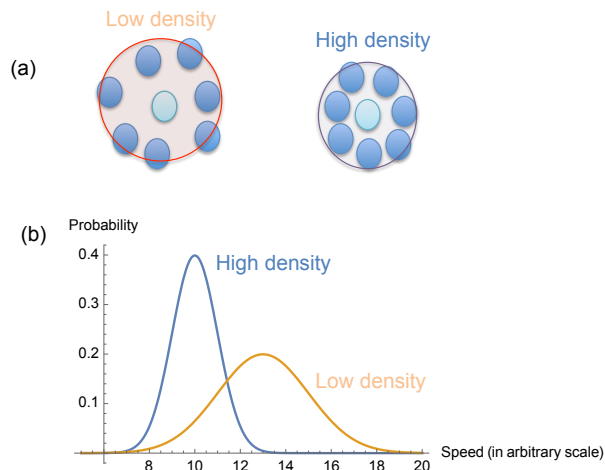 Low density
High density
(a)
(b)
Probability
0.4
High density
0.3
0.2
Low density
0.1
8 10 12 14 16 18 20 Speed (in arbitrary scale)